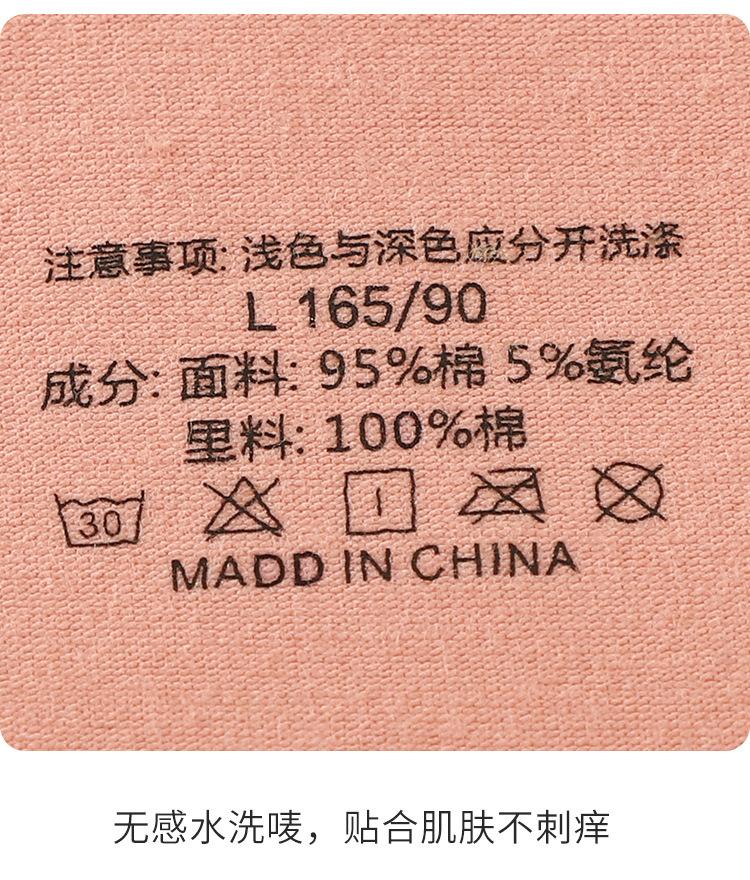 注意事项: 浅色与深色应分开洗涤
L 165/90
成分: 面料: 95%棉 5%氨纶
里料: 100%棉
30
MADD IN CHINA
无感水洗唛，贴合肌肤不刺痒